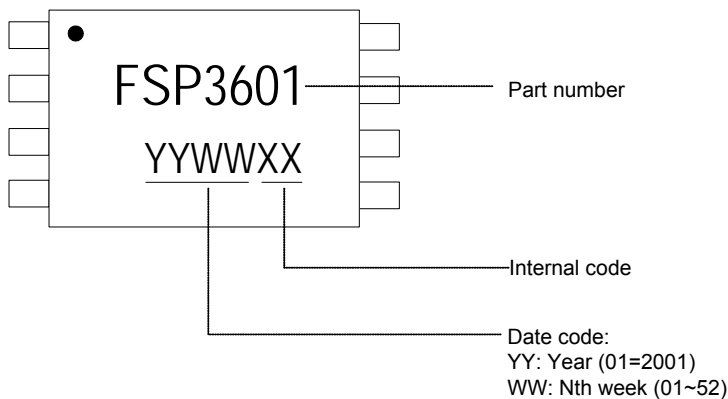 FSP3601
Part number
YYWWXX
Internal code
Date code:
YY: Year (01=2001)
WW: Nth week (01~52)